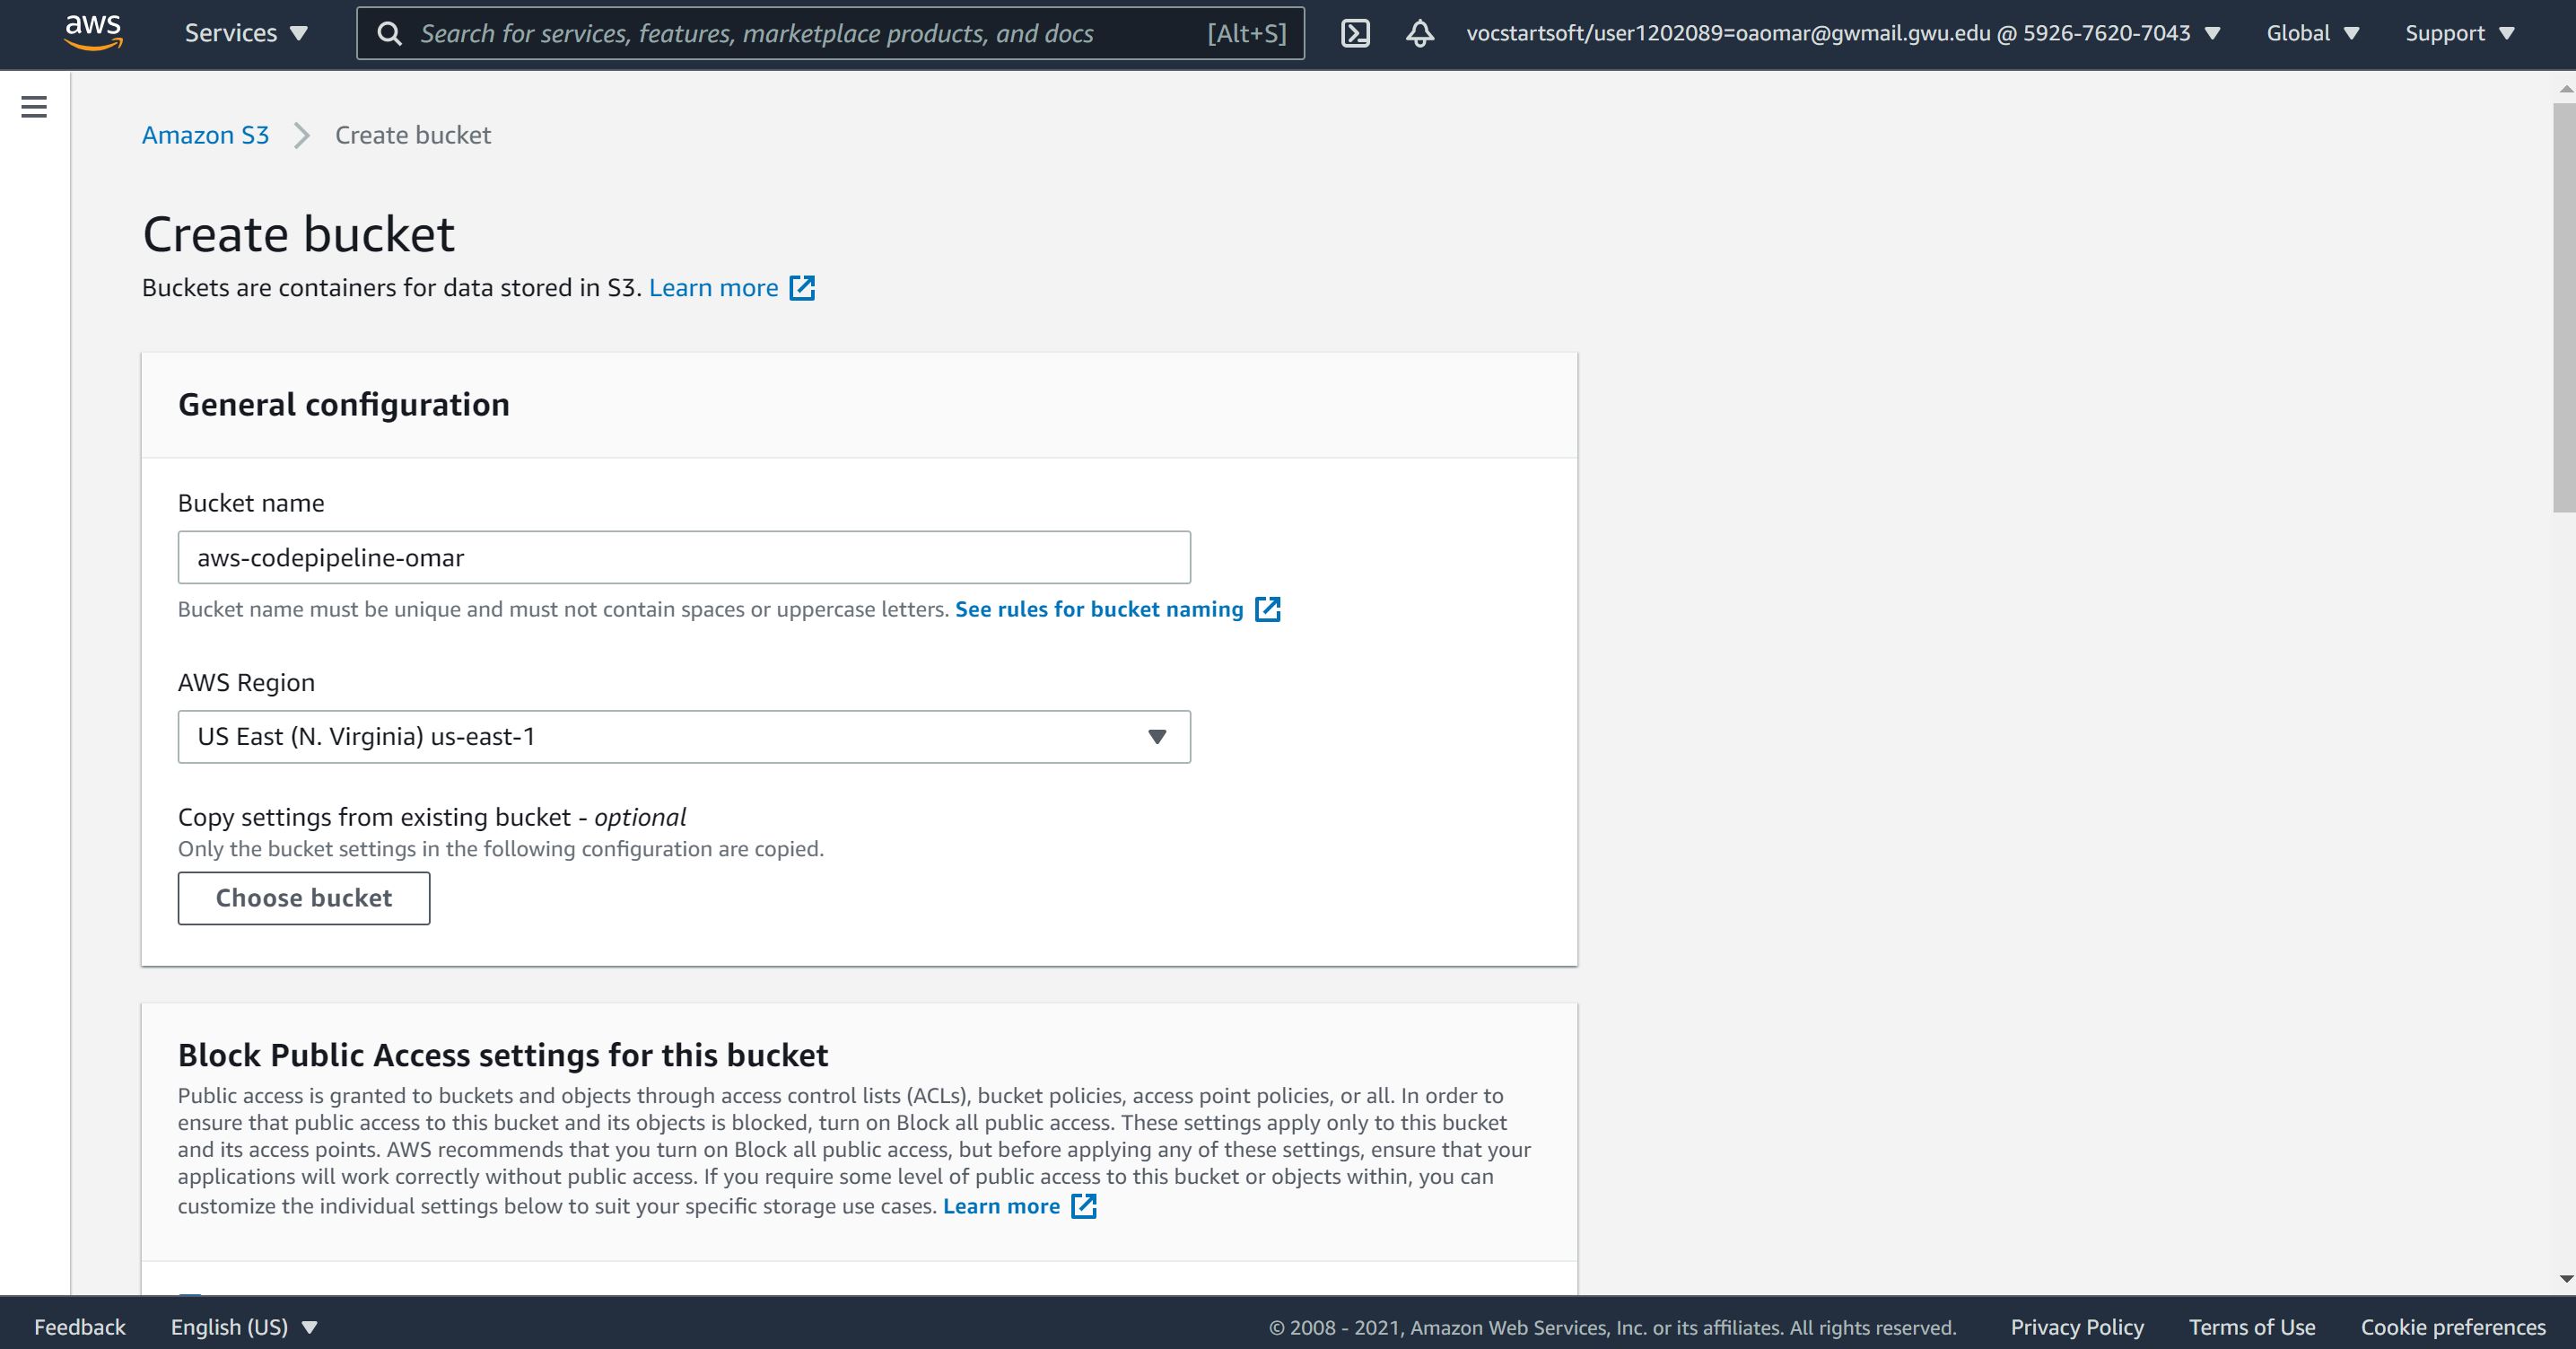 aws Services Search for services, features, marketplace products, and docs [Alt+S] vocstartsoft/user1202089=oaomar@gwmail.gwu.edu @ 5926-7620-7043 Global Support
Amazon S3 Create bucket
Create bucket
Buckets are containers for data stored in S3. Learn more
General configuration
Bucket name
aws-codepipeline-omar
Bucket name must be unique and must not contain spaces or uppercase letters. See rules for bucket naming
AWS Region
US East (N. Virginia) us-east-1
Copy settings from existing bucket - optional
Only the bucket settings in the following configuration are copied.
Choose bucket
Block Public Access settings for this bucket
Public access is granted to buckets and objects through access control lists (ACLs), bucket policies, access point policies, or all. In order to
ensure that public access to this bucket and its objects is blocked, turn on Block all public access. These settings apply only to this bucket
and its access points. AWS recommends that you turn on Block all public access, but before applying any of these settings, ensure that your
applications will work correctly without public access. If you require some level of public access to this bucket or objects within, you can
customize the individual settings below to suit your specific storage use cases. Learn more
Feedback English (US) © 2008 - 2021, Amazon Web Services, Inc. or its affiliates. All rights reserved. Privacy Policy Terms of Use Cookie preferences